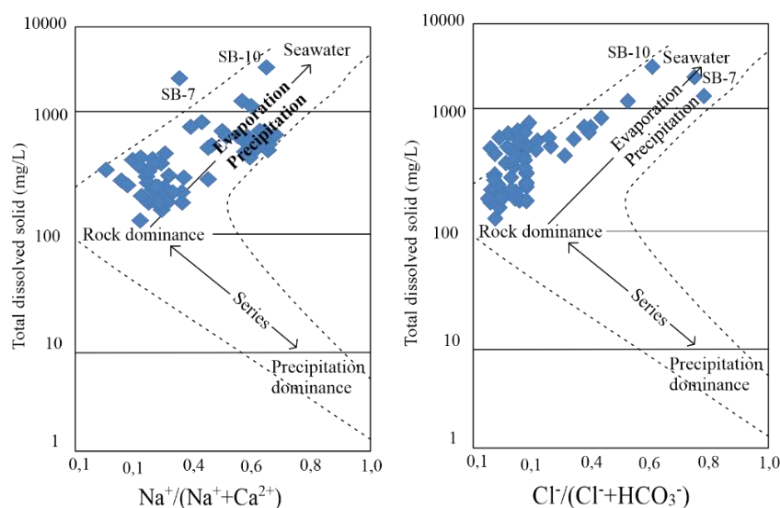 10000
1000
100
10
1
Total dissolved solid (mg/L)
SB-10
Seawater
SB-7
Evaporation
Precipitation
Rock dominance
Series
Precipitation
dominance
0,1 0,1 0,4 0,6 0,8 1,0
Na⁺/(Na⁺+Ca²⁺)
10000
1000
100
10
1
Total dissolved solid (mg/L)
SB-10
Seawater
SB-7
Evaporation
Precipitation
Rock dominance
Series
Precipitation
dominance
0,1 0,1 0,4 0,6 0,8 1,0
Cl⁻/(Cl⁻+HCO₃⁻)